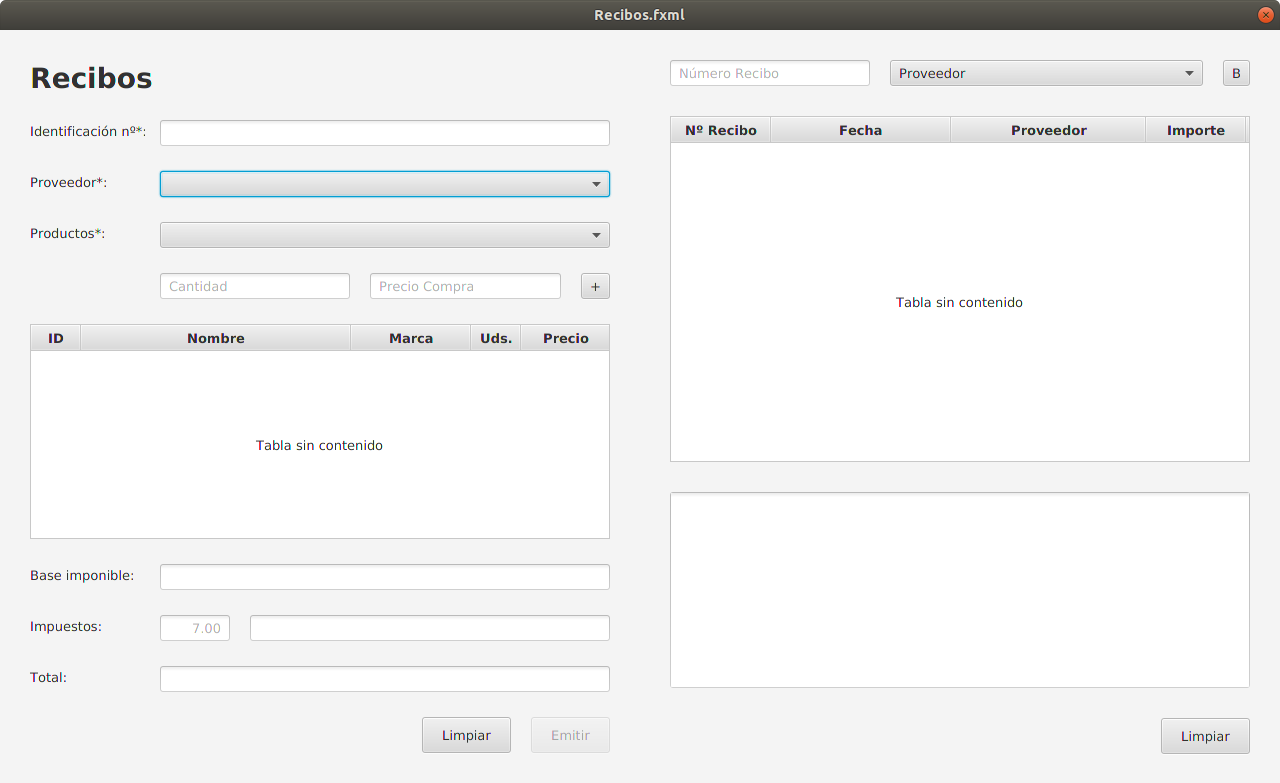 Recibos.fxml
Recibos
Identificación nº*:
Proveedor*:
Productos*:
Cantidad Precio Compra +
ID Nombre Marca Uds. Precio
Tabla sin contenido
Base imponible:
Impuestos: 7.00
Total:
Limpiar Emitir
Número Recibo Proveedor B
Nº Recibo Fecha Proveedor Importe
Tabla sin contenido
Limpiar